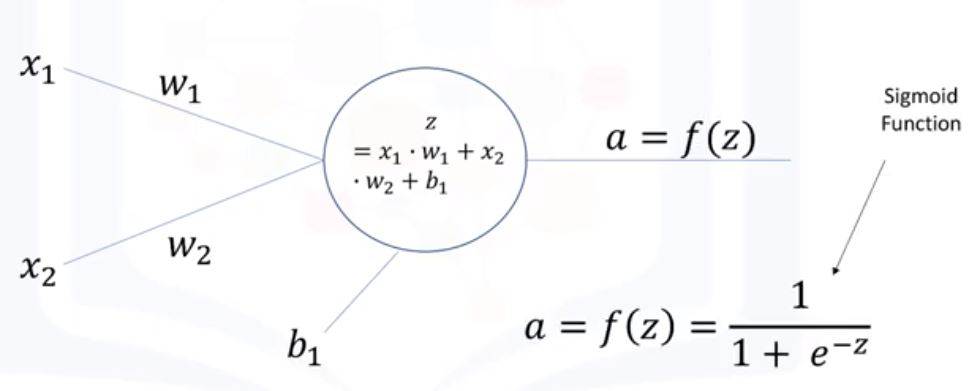 x₁
w₁
z
= x₁ · w₁ + x₂
· w₂ + b₁
a = f(z)
Sigmoid
Function
w₂
x₂
b₁
a = f(z) = 1 / 1 + e⁻ᶻ